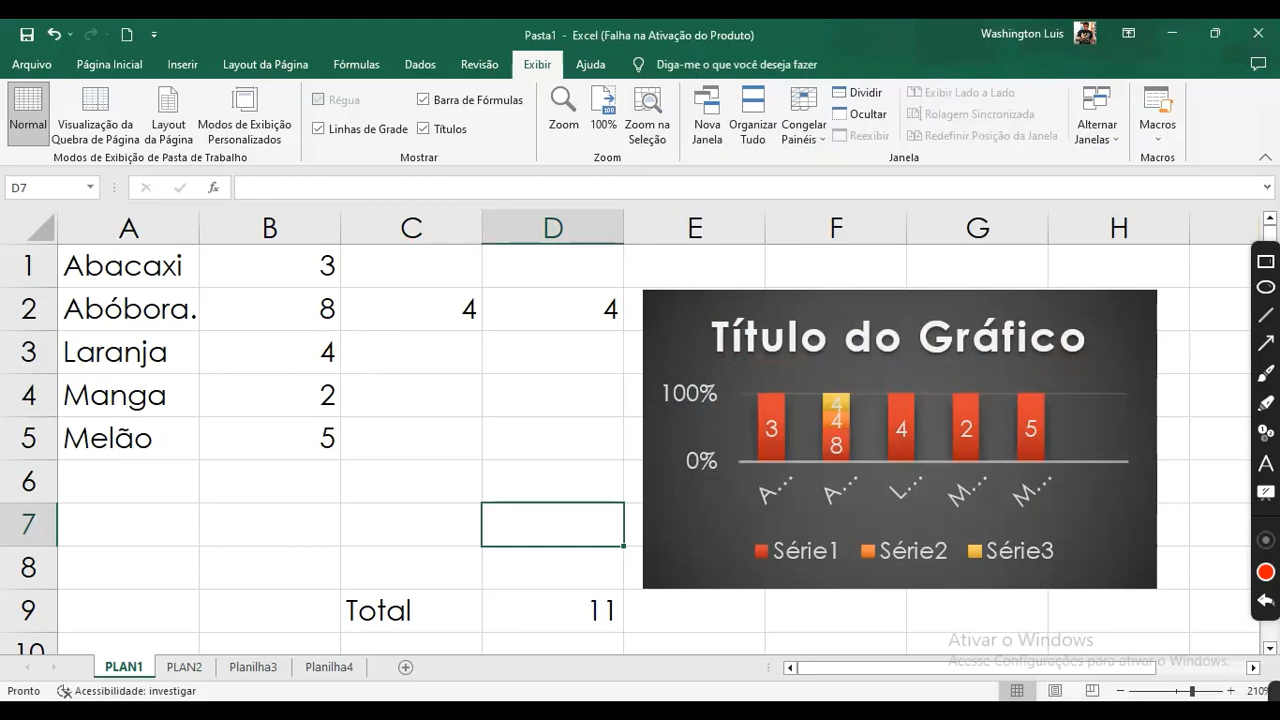 Pasta1 - Excel (Falha na Ativação do Produto)
Washington Luis
Arquivo Página Inicial Inserir Layout da Página Fórmulas Dados Revisão Exibir Ajuda Diga-me o que você deseja fazer
Normal
Visualização da Quebra de Página
Layout da Página
Modos de Exibição Personalizados
Modos de Exibição de Pasta de Trabalho
Régua
Barra de Fórmulas
Linhas de Grade
Títulos
Mostrar
Zoom
100
100%
Zoom na Seleção
Zoom
Nova Janela
Organizar Tudo
Congelar Painéis
Dividir
Ocultar
Reexibir
Exibir Lado a Lado
Rolagem Sincronizada
Redefinir Posição da Janela
Janela
Alternar Janelas
Macros
Macros
D7
fx
A B C D E F G H
1 Abacaxi 3
2 Abóbora. 8 4 4
3 Laranja 4
4 Manga 2
5 Melão 5
6
7
8
9 Total 11
10
Título do Gráfico
100%
0%
3
4
4
8
4
2
5
A...
A...
L...
M...
M...
Série1 Série2 Série3
Ativar o Windows
Acesse Configurações para ativar o Windows.
PLAN1 PLAN2 Planilha3 Planilha4
Pronto Acessibilidade: investigar
210%